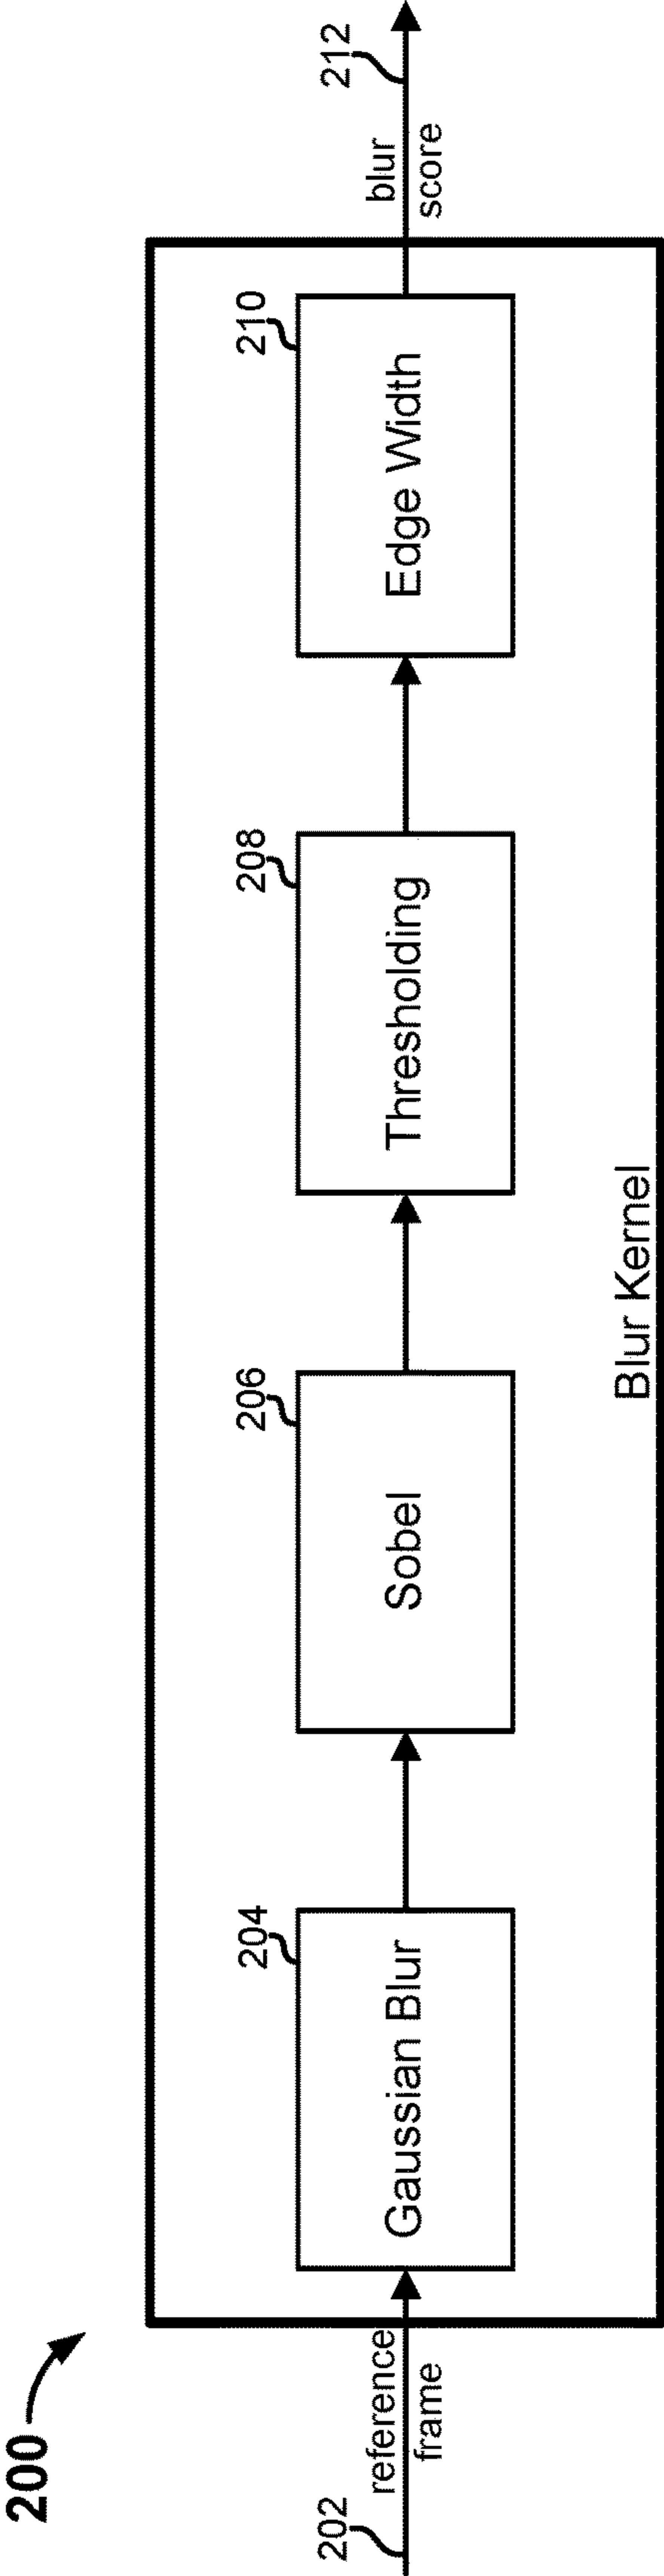 200
202
reference
frame
204
Gaussian Blur
206
Sobel
208
Thresholding
210
Edge Width
212
blur
score
Blur Kernel